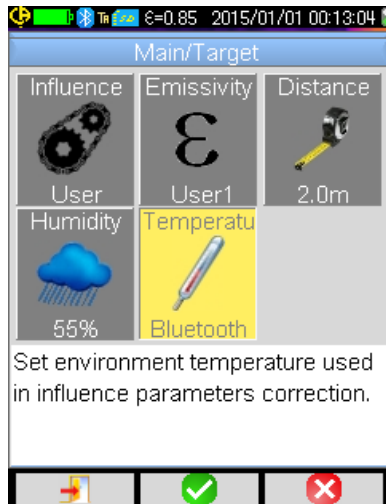 TR ε=0.85 2015/01/01 00:13:04
Main/Target
Influence Emissivity Distance
ε
User User1 2.0m
Humidity Temperatu
55% Bluetooth
Set environment temperature used
in influence parameters correction.